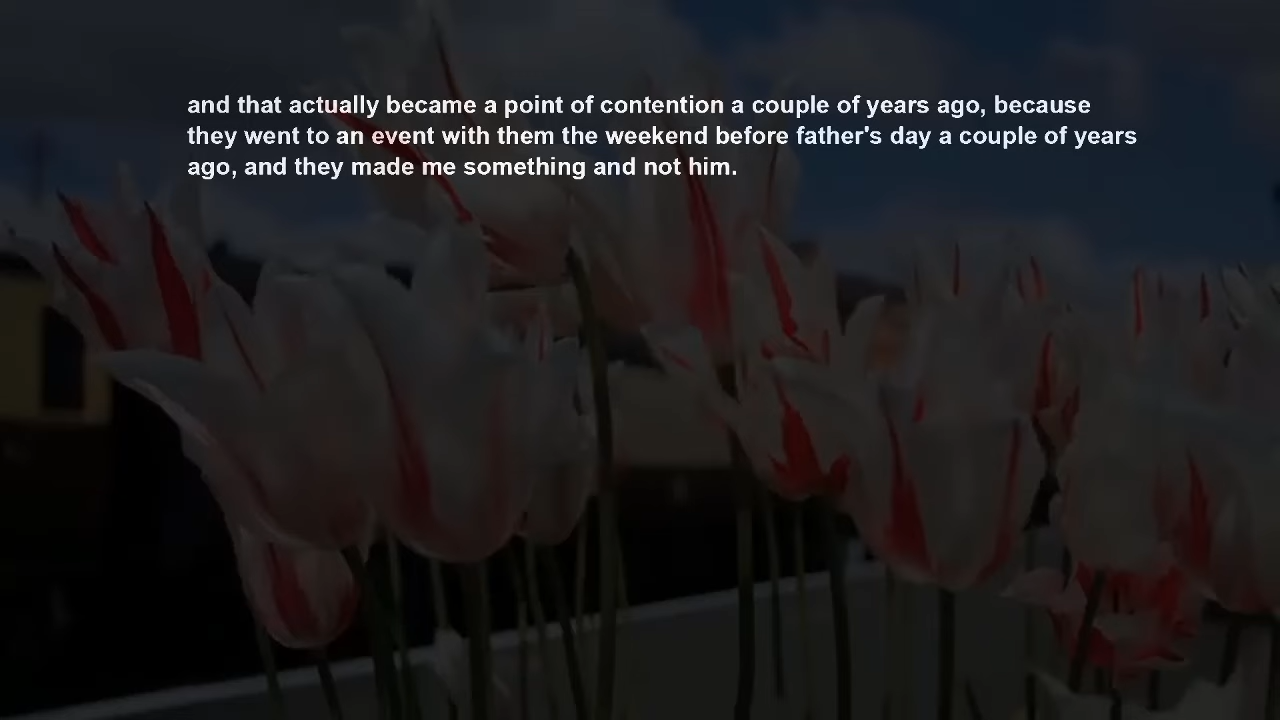 and that actually became a point of contention a couple of years ago, because
they went to an event with them the weekend before father's day a couple of years
ago, and they made me something and not him.